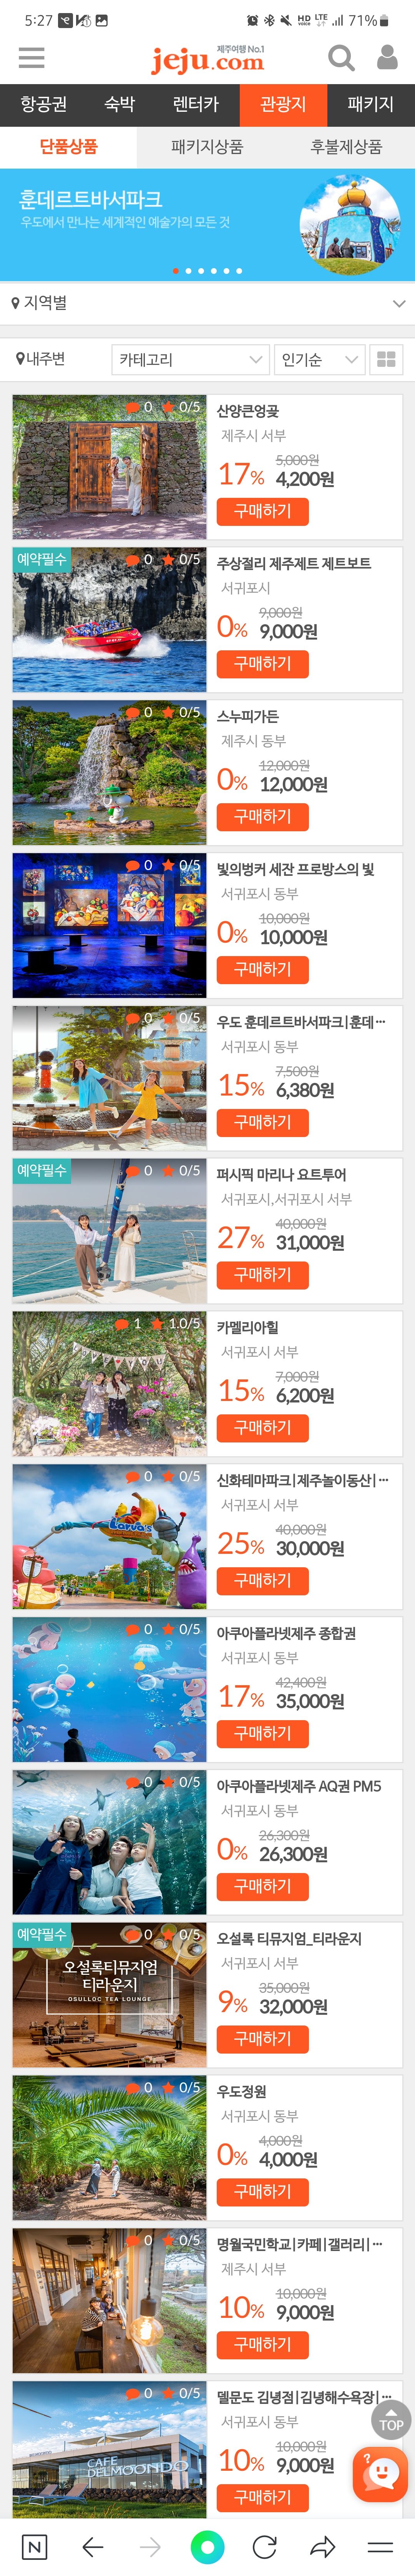 5:27
HD
LTE
71%
제주여행 No.1
jeju.com
항공권 숙박 렌터카 관광지 패키지
단품상품 패키지상품 후불제상품
훈데르트바서파크
우도에서 만나는 세계적인 예술가의 모든 것
지역별
내주변 카테고리 인기순
0 0/5
산양큰엉곶
제주시 서부
5,000원
17% 4,200원
구매하기
예약필수 0 0/5
주상절리 제주제트 제트보트
서귀포시
9,000원
0% 9,000원
구매하기
0 0/5
스누피가든
제주시 동부
12,000원
0% 12,000원
구매하기
0 0/5
빛의벙커 세잔 프로방스의 빛
서귀포시 동부
10,000원
0% 10,000원
구매하기
0 0/5
우도 훈데르트바서파크|훈데…
서귀포시 동부
7,500원
15% 6,380원
구매하기
예약필수 0 0/5
퍼시픽 마리나 요트투어
서귀포시,서귀포시 서부
40,000원
27% 31,000원
구매하기
1 1.0/5
카멜리아힐
서귀포시 서부
7,000원
15% 6,200원
구매하기
0 0/5
Larva's
신화테마파크|제주놀이동산|…
서귀포시 서부
40,000원
25% 30,000원
구매하기
0 0/5
아쿠아플라넷제주 종합권
서귀포시 동부
42,400원
17% 35,000원
구매하기
0 0/5
아쿠아플라넷제주 AQ권 PM5
서귀포시 동부
26,300원
0% 26,300원
구매하기
예약필수 0 0/5
오설록티뮤지엄
티라운지
OSULLOC TEA LOUNGE
오설록 티뮤지엄_티라운지
서귀포시 서부
35,000원
9% 32,000원
구매하기
0 0/5
우도정원
서귀포시 동부
4,000원
0% 4,000원
구매하기
0 0/5
명월국민학교|카페|갤러리|…
제주시 서부
10,000원
10% 9,000원
구매하기
0 0/5
CAFE
DELMOONDO
델문도 김녕점|김녕해수욕장|…
서귀포시 동부
10,000원
10% 9,000원
구매하기
TOP
?
N